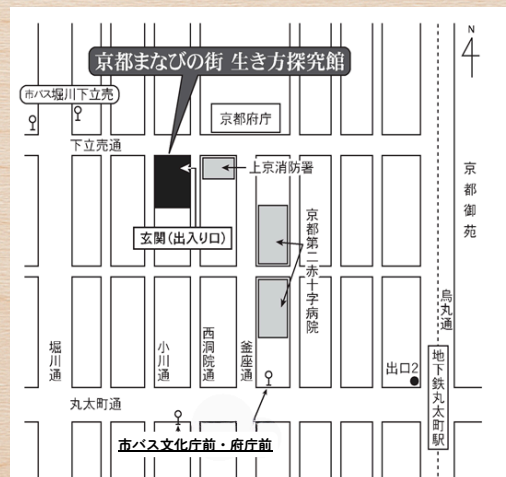 N
京都まなびの街 生き方探究館
市バス堀川下立売
京都府庁
下立売通
上京消防署
京都御苑
玄関(出入り口)
京都第二赤十字病院
烏丸通
堀川通
小川通
西洞院通
釜座通
出口2
地下鉄丸太町駅
丸太町通
市バス文化庁前・府庁前